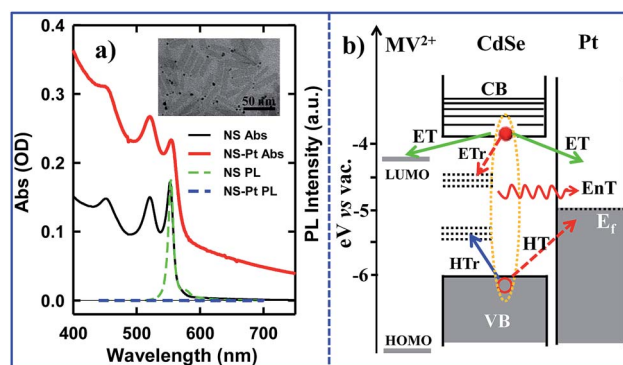 a)
50 nm
NS Abs
NS-Pt Abs
NS PL
NS-Pt PL
Abs (OD)
0.4
0.3
0.2
0.1
0.0
PL Intensity (a.u.)
400 500 600 700
Wavelength (nm)
b) MV2+ CdSe Pt
CB
eV vs vac.
-4
-5
-6
ET
ETr
ET
LUMO
EnT
Ef
HT
HTr
VB
HOMO